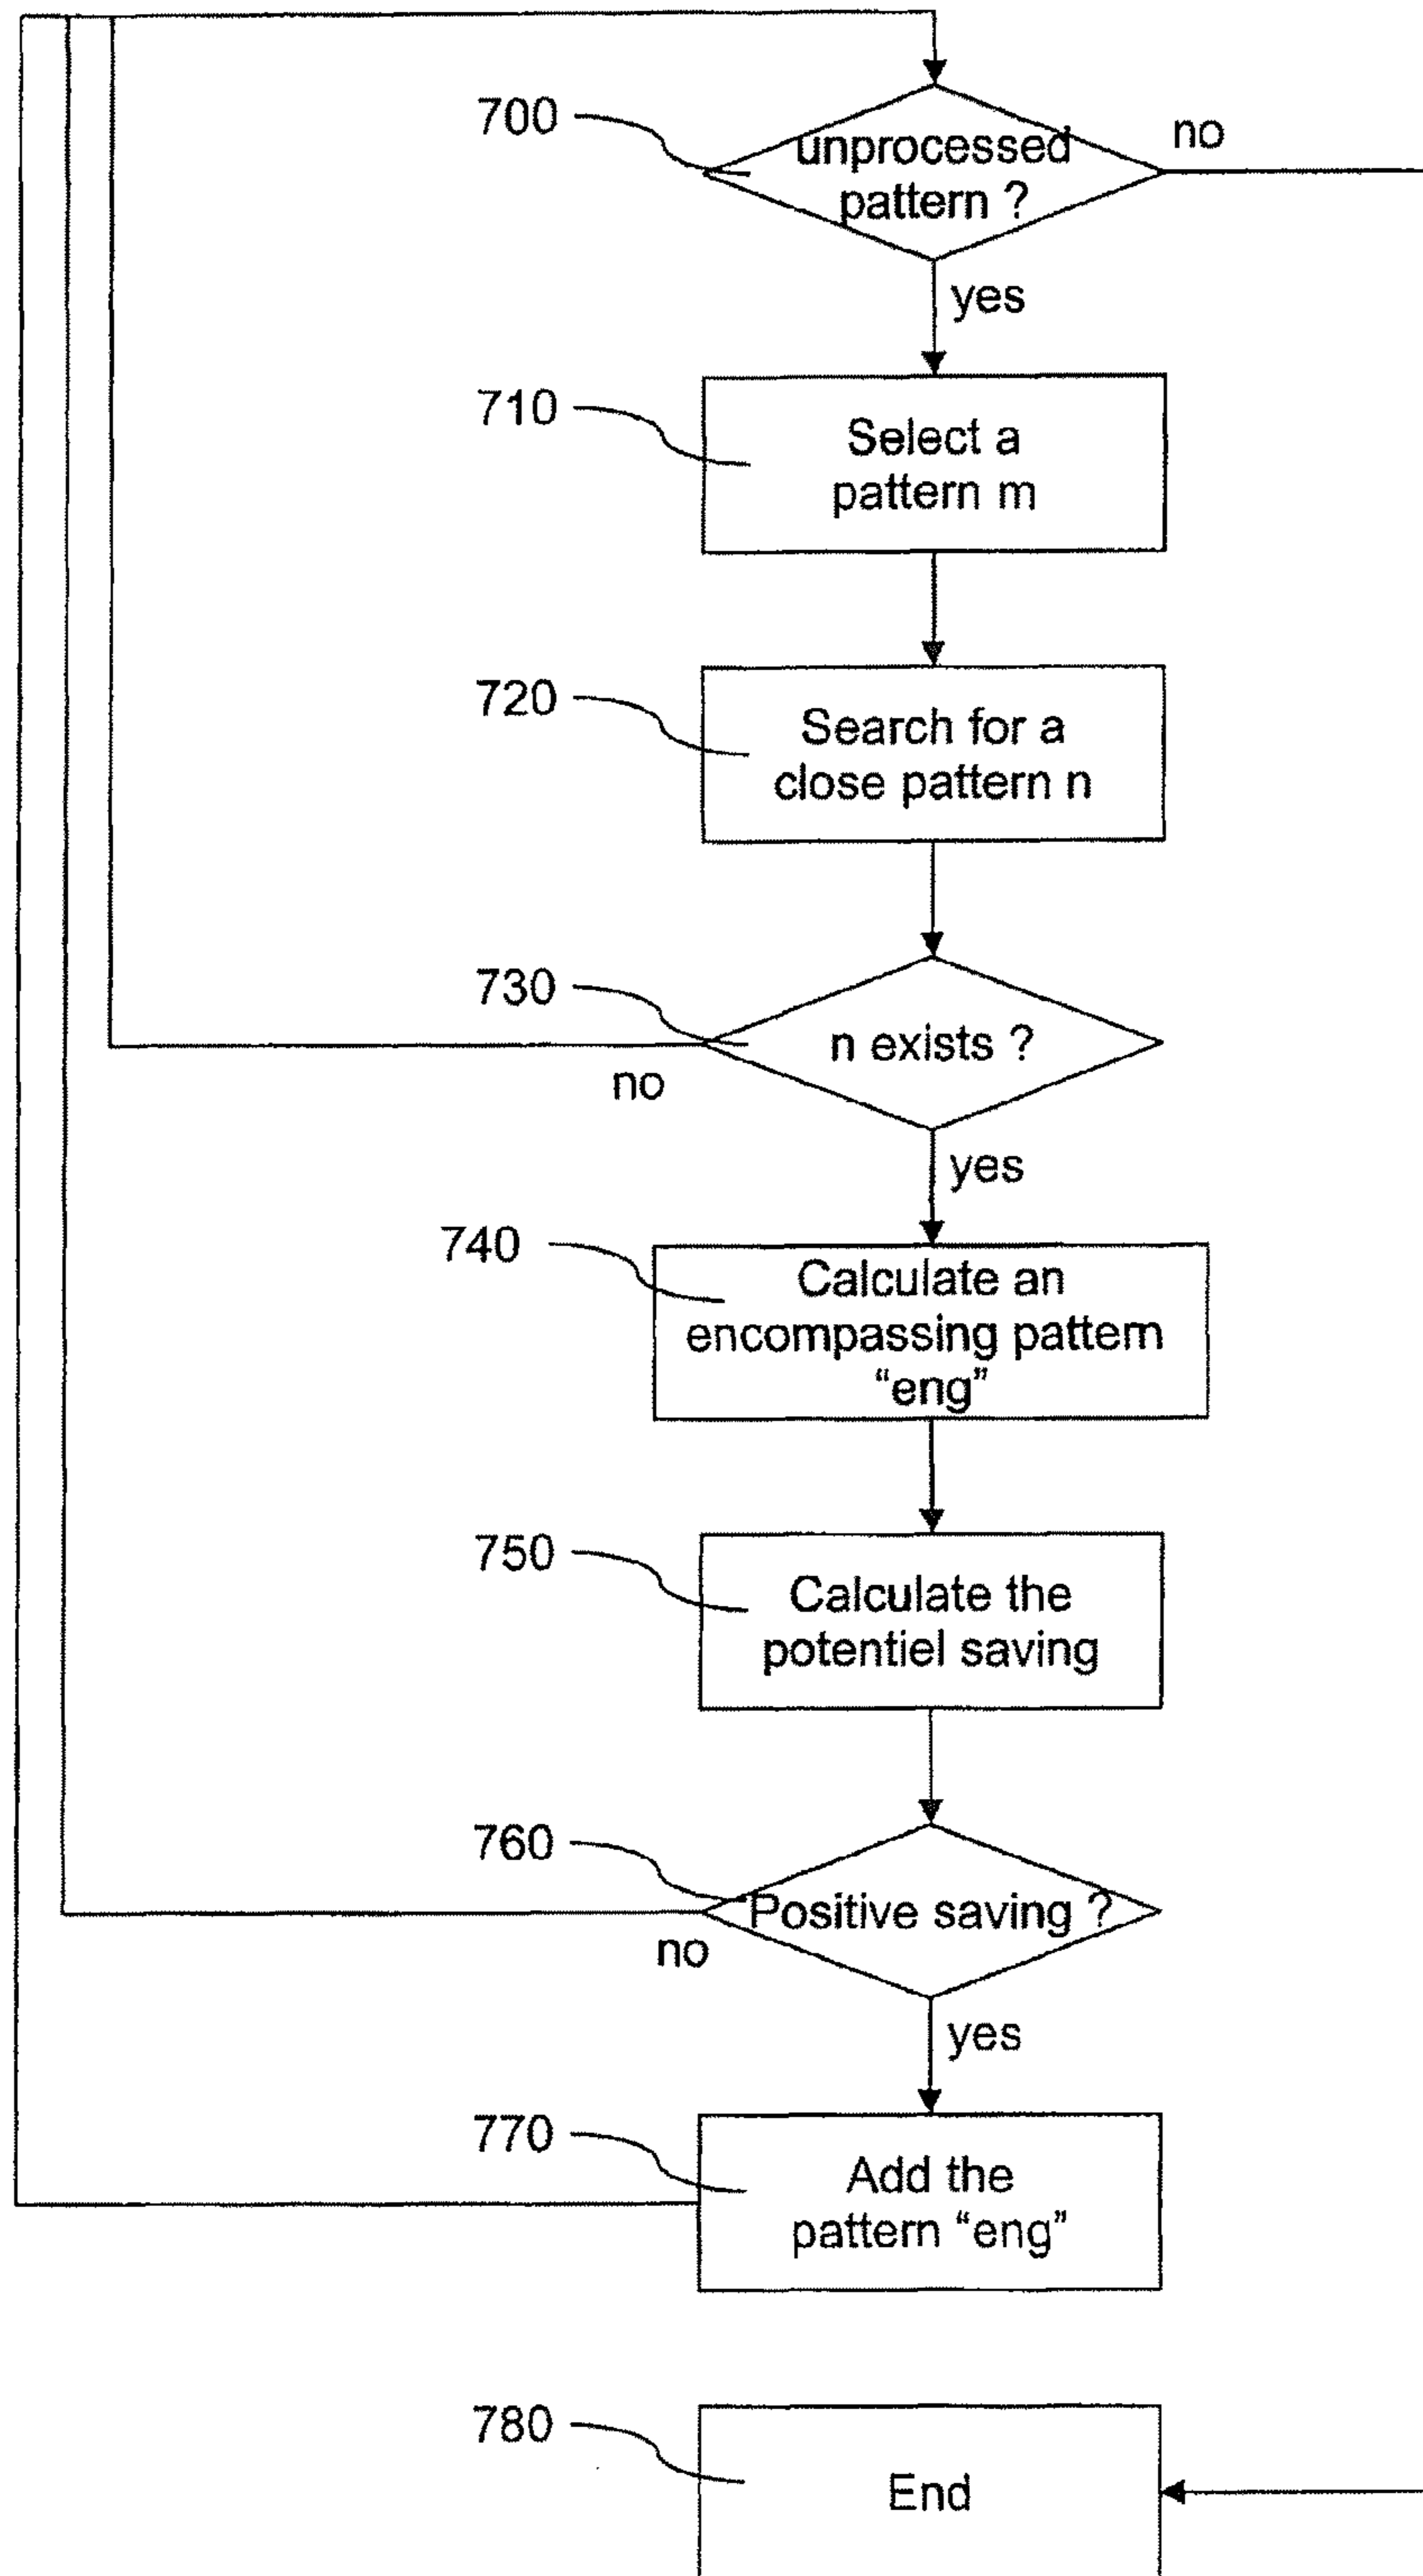 700
unprocessed
pattern ?
no
yes
710
Select a
pattern m
720
Search for a
close pattern n
730
n exists ?
no
yes
740
Calculate an
encompassing pattern
“eng”
750
Calculate the
potentiel saving
760
Positive saving ?
no
yes
770
Add the
pattern “eng”
780
End